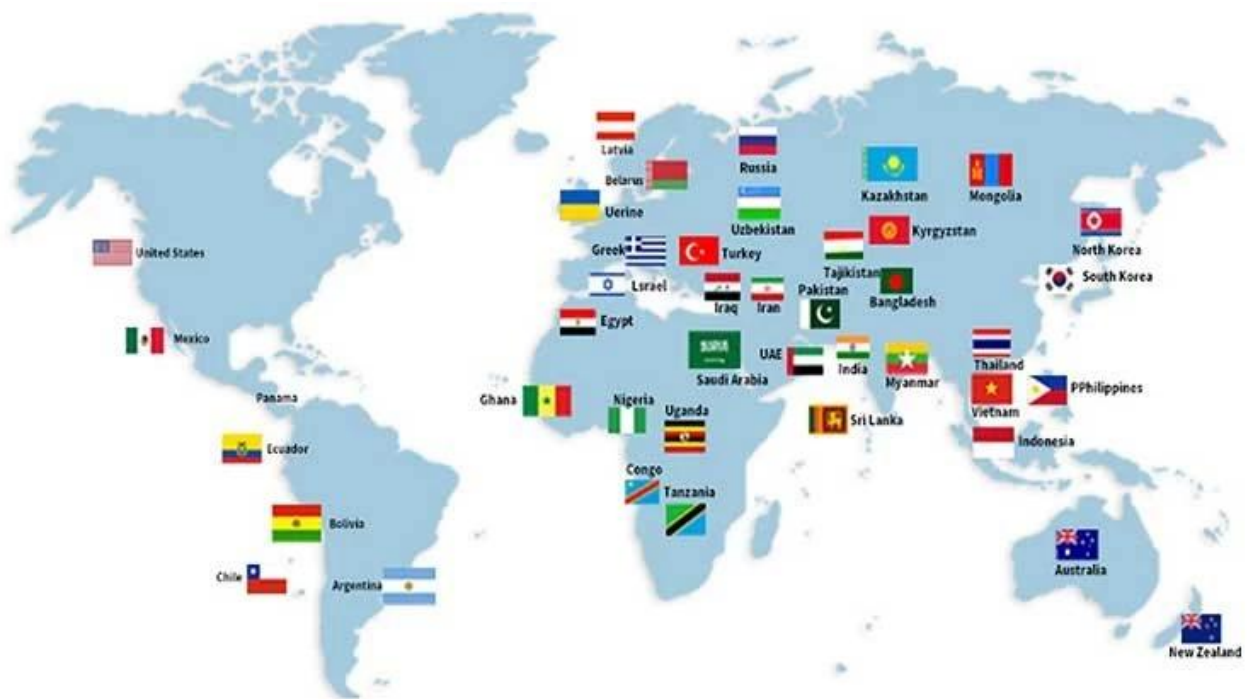 Latvia
Russia
Belarus
Kazakhstan
Mongolia
Uerine
Uzbekistan
Kyrgyzstan
North Korea
United States
Greek
Turkey
Tajikistan
South Korea
Lsrael
Iraq
Iran
Pakistan
Bangladesh
Egypt
Mexico
Saudi Arabia
UAE
India
Myanmar
Thailand
Panama
Ghana
Nigeria
Uganda
Sri Lanka
Vietnam
PPhilippines
Ecuador
Indonesia
Congo
Tanzania
Bolivia
Australia
Chile
Argentina
New Zealand